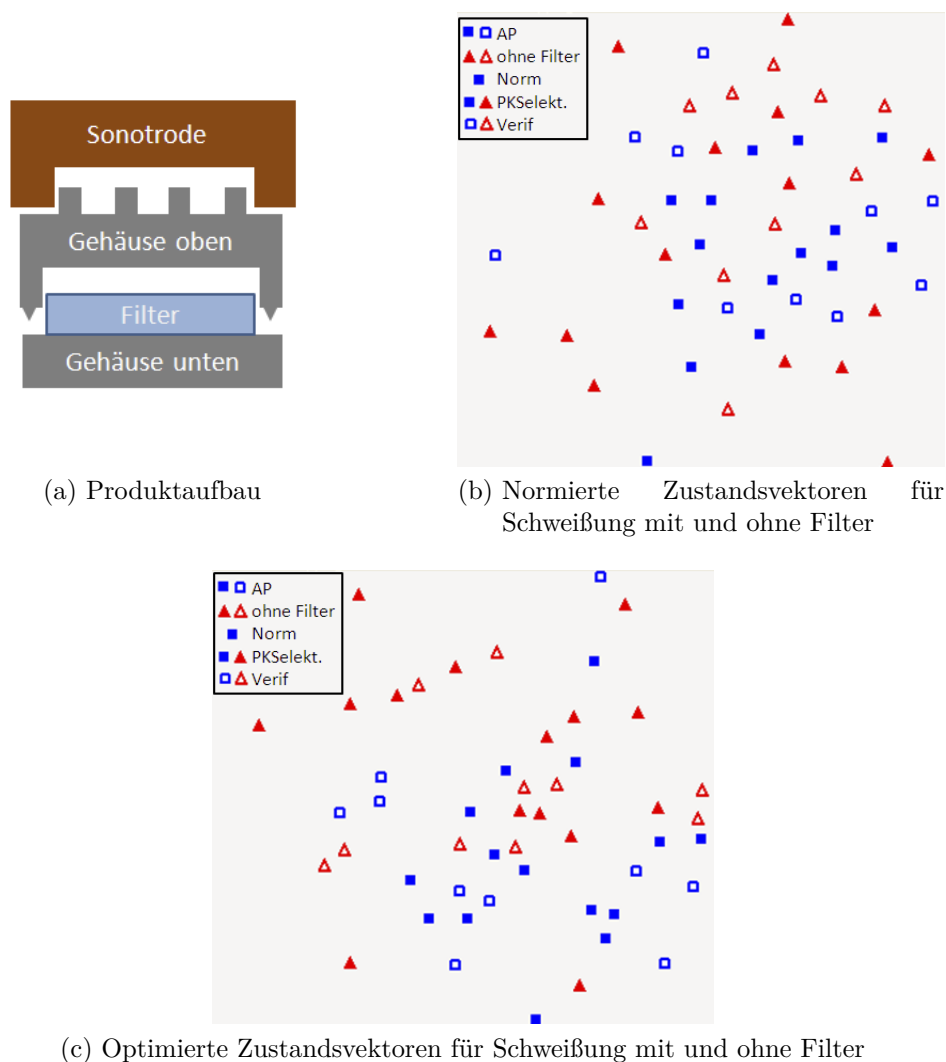 Sonotrode
Gehäuse oben
Filter
Gehäuse unten
(a) Produktaufbau
AP
ohne Filter
Norm
PKSelekt.
Verif
(b) Normierte Zustandsvektoren für
Schweißung mit und ohne Filter
AP
ohne Filter
Norm
PKSelekt.
Verif
(c) Optimierte Zustandsvektoren für Schweißung mit und ohne Filter